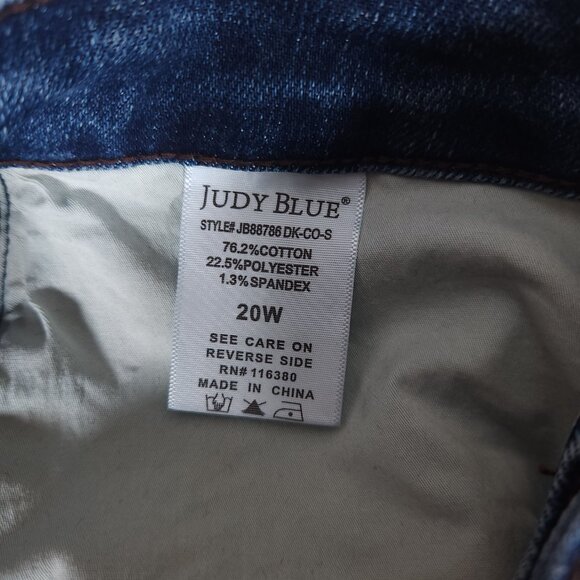 JUDY BLUE®
STYLE# JB88786 DK-CO-S
76.2%COTTON
22.5%POLYESTER
1.3%SPANDEX
20W
SEE CARE ON
REVERSE SIDE
RN# 116380
MADE IN CHINA